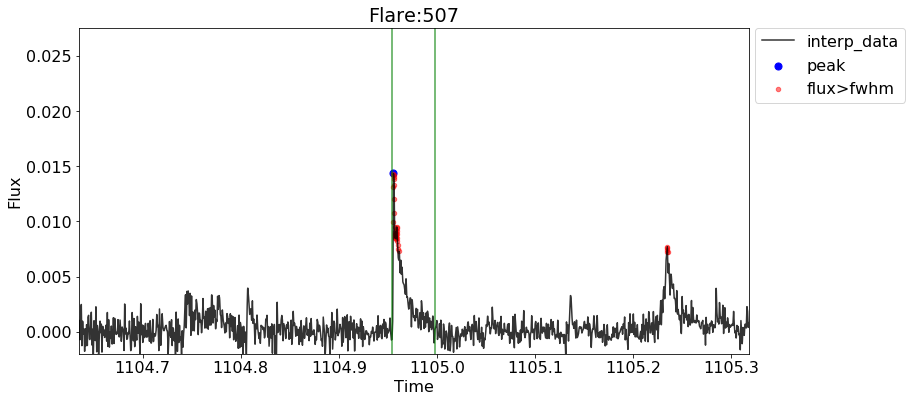 Flare:507
interp_data
peak
flux>fwhm
Flux
0.025
0.020
0.015
0.010
0.005
0.000
1104.7 1104.8 1104.9 1105.0 1105.1 1105.2 1105.3
Time